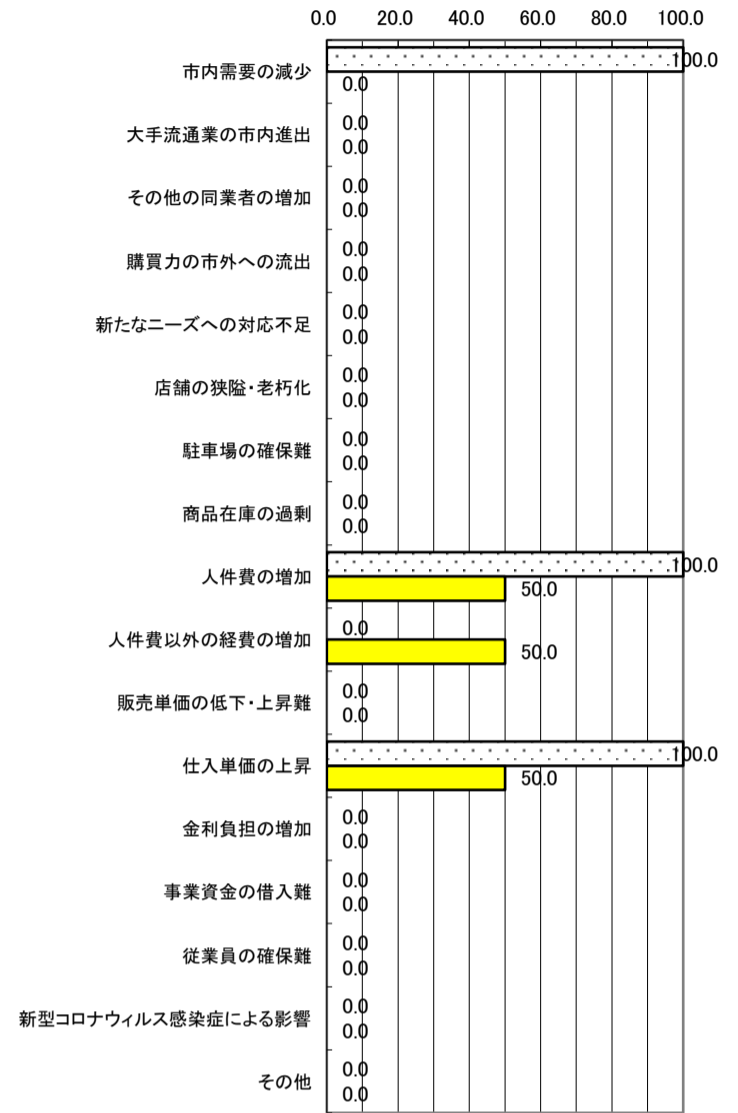 0.0 20.0 40.0 60.0 80.0 100.0
市内需要の減少
100.0
0.0
大手流通業の市内進出
0.0
0.0
その他の同業者の増加
0.0
0.0
購買力の市外への流出
0.0
0.0
新たなニーズへの対応不足
0.0
0.0
店舗の狭隘・老朽化
0.0
0.0
駐車場の確保難
0.0
0.0
商品在庫の過剰
0.0
0.0
人件費の増加
100.0
50.0
人件費以外の経費の増加
0.0
50.0
販売単価の低下・上昇難
0.0
0.0
仕入単価の上昇
100.0
50.0
金利負担の増加
0.0
0.0
事業資金の借入難
0.0
0.0
従業員の確保難
0.0
0.0
新型コロナウィルス感染症による影響
0.0
0.0
その他
0.0
0.0